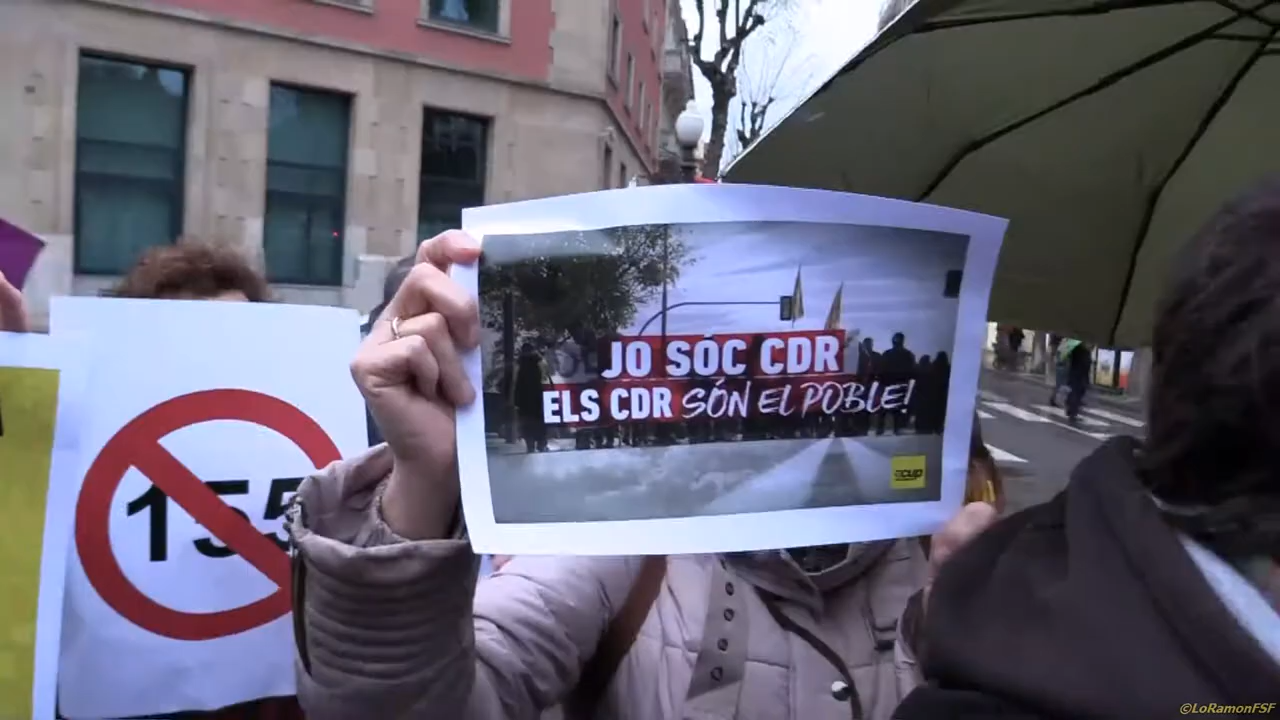 155
JO SÓC CDR
ELS CDR SÓN EL POBLE!
cup
©LoRamonFSF